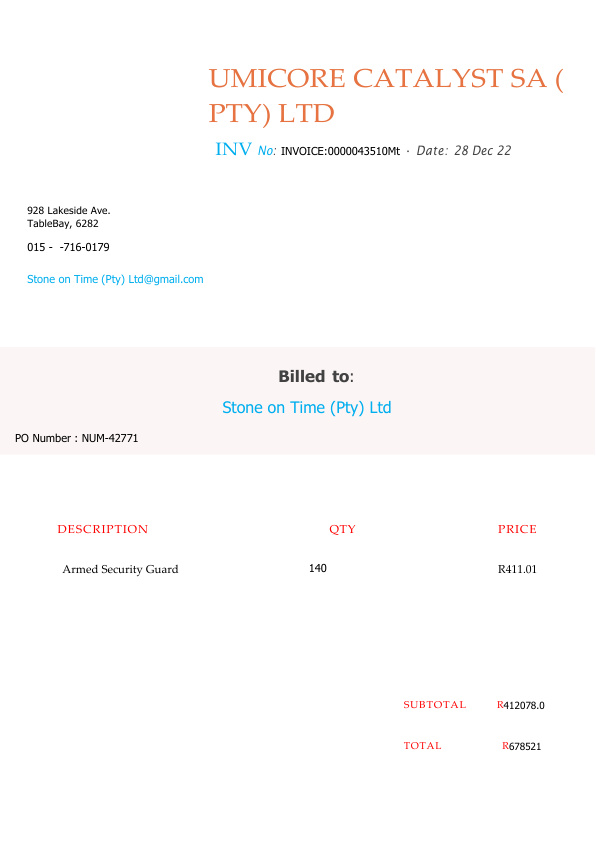 UMICORE CATALYST SA (
PTY) LTD
INV No: INVOICE:0000043510Mt · Date: 28 Dec 22
928 Lakeside Ave.
TableBay, 6282
015 - -716-0179
Stone on Time (Pty) Ltd@gmail.com
Billed to:
Stone on Time (Pty) Ltd
PO Number : NUM-42771
DESCRIPTION QTY PRICE
Armed Security Guard 140 R411.01
SUBTOTAL R412078.0
TOTAL R678521